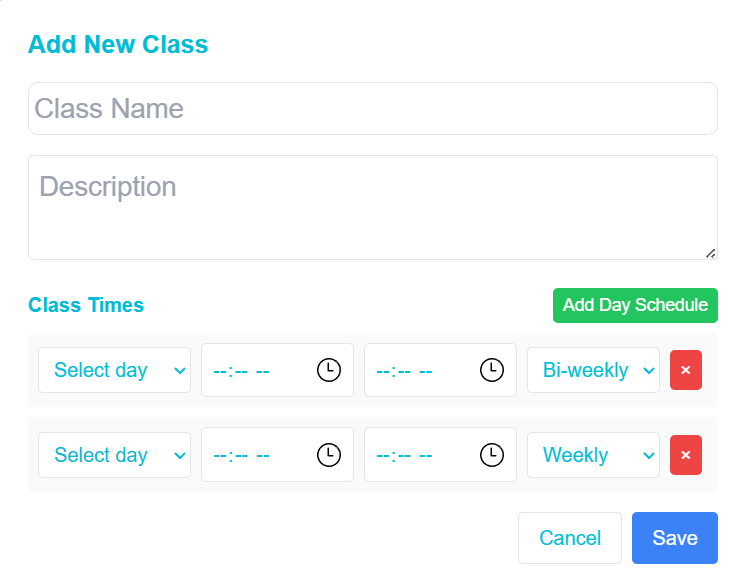 Add New Class
Class Name
Description
Class Times Add Day Schedule
Select day --:-- -- --:-- -- Bi-weekly ×
Select day --:-- -- --:-- -- Weekly ×
Cancel Save